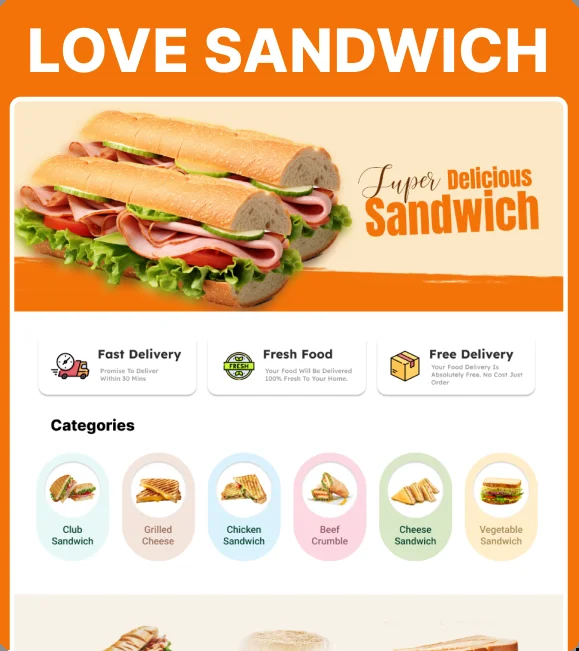 LOVE SANDWICH
Super Delicious
Sandwich
Fast Delivery
Promise To Deliver
Within 30 Mins
FRESH
Fresh Food
Your Food Will Be Delivered
100% Fresh To Your Home.
Free Delivery
Your Food Delivery Is
Absolutely Free. No Cost Just
Order
Categories
Club
Sandwich
Grilled
Cheese
Chicken
Sandwich
Beef
Crumble
Cheese
Sandwich
Vegetable
Sandwich